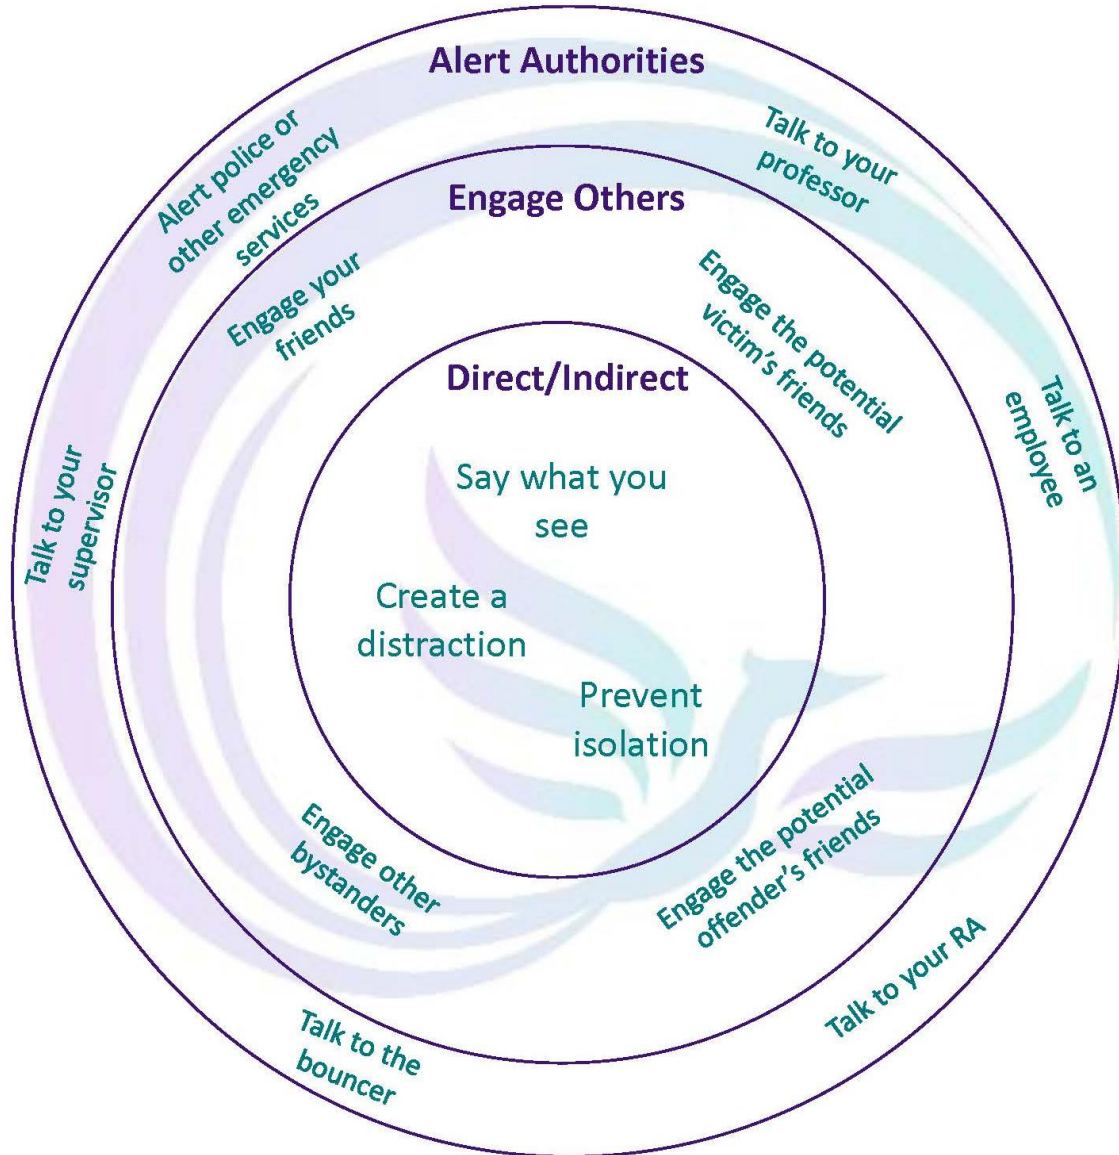 Alert Authorities
Alert police or
other emergency
services
Talk to your
professor
Talk to your
supervisor
Talk to an
employee
Talk to the
bouncer
Talk to your RA
Engage Others
Engage your
friends
Engage the potential
victim's friends
Engage other
bystanders
Engage the potential
offender's friends
Direct/Indirect
Say what you
see
Create a
distraction
Prevent
isolation